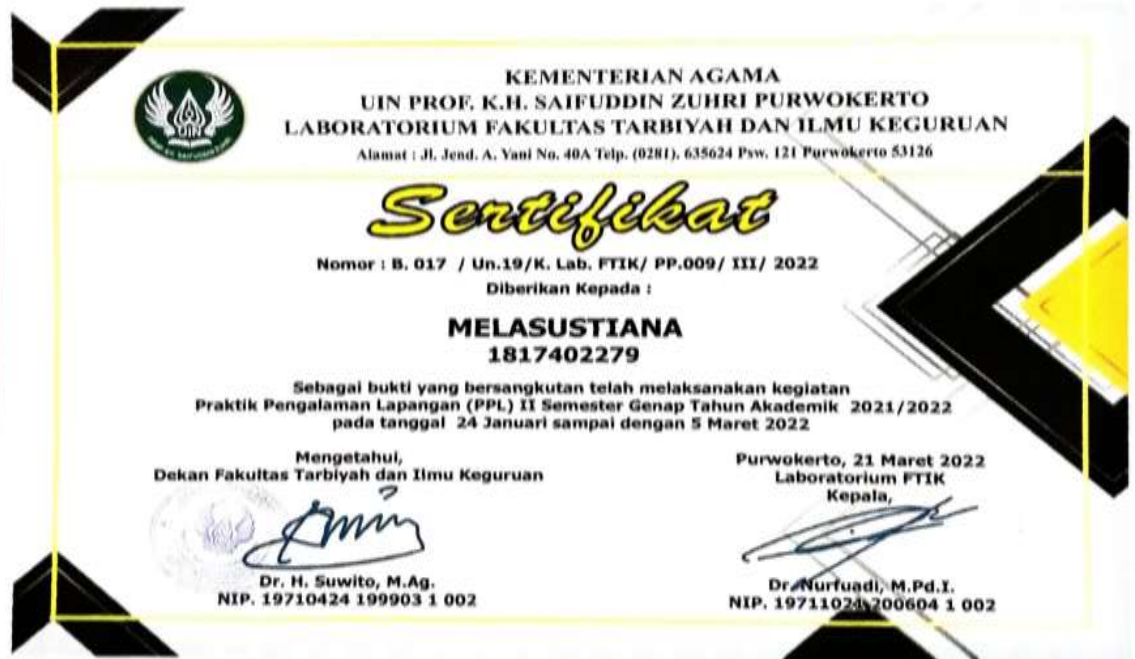 KEMENTERIAN AGAMA
UIN PROF. K.H. SAIFUDDIN ZUHRI PURWOKERTO
LABORATORIUM FAKULTAS TARBIYAH DAN ILMU KEGURUAN
Alamat : Jl. Jend. A. Yani No. 40A Telp. (0281). 635624 Psw. 121 Purwokerto 53126
UIN
Sertifikat
Nomor : B. 017 / Un.19/K. Lab. FTIK/ PP.009/ III/ 2022
Diberikan Kepada :
MELASUSTIANA
1817402279
Sebagai bukti yang bersangkutan telah melaksanakan kegiatan
Praktik Pengalaman Lapangan (PPL) II Semester Genap Tahun Akademik 2021/2022
pada tanggal 24 Januari sampai dengan 5 Maret 2022
Mengetahui,
Dekan Fakultas Tarbiyah dan Ilmu Keguruan
Dr. H. Suwito, M.Ag.
NIP. 19710424 199903 1 002
Purwokerto, 21 Maret 2022
Laboratorium FTIK
Kepala,
Dr. Nurfuadi, M.Pd.I.
NIP. 19711021 200604 1 002